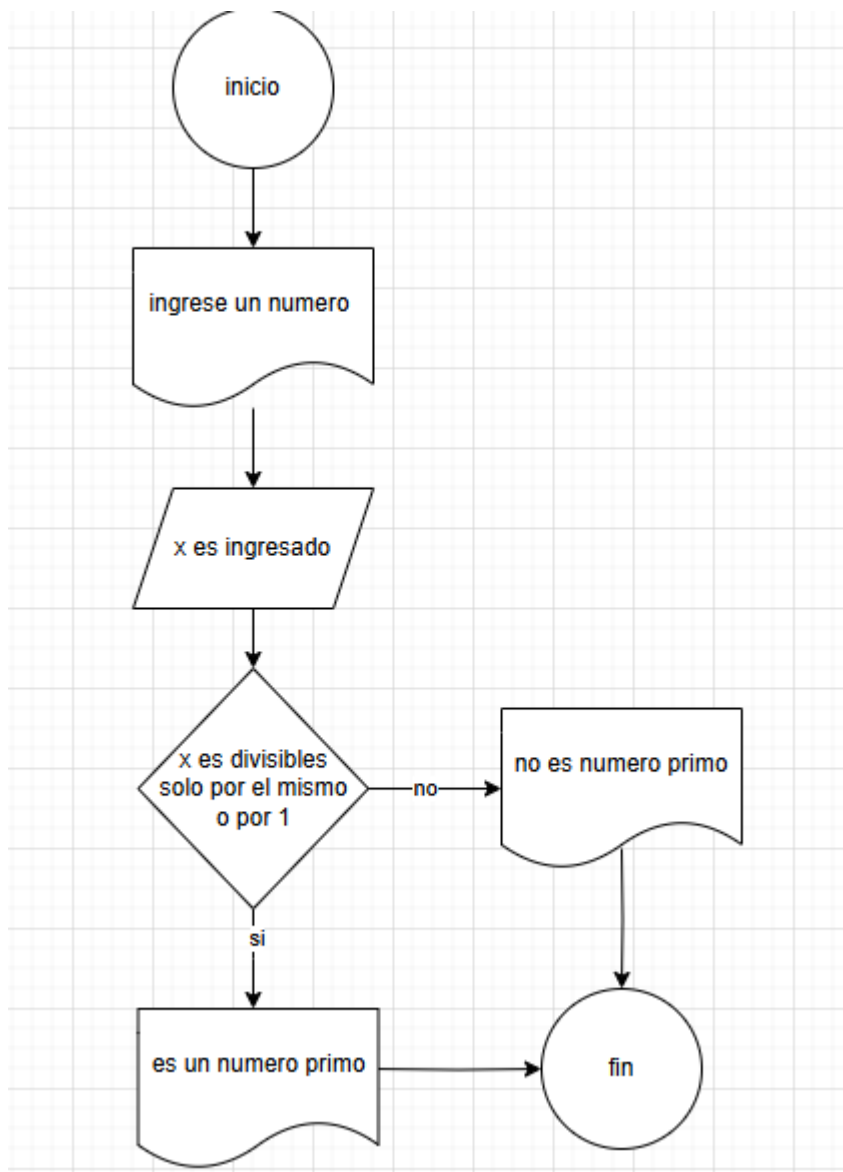 inicio
ingrese un numero
x es ingresado
x es divisibles
solo por el mismo
o por 1
no
no es numero primo
si
es un numero primo
fin